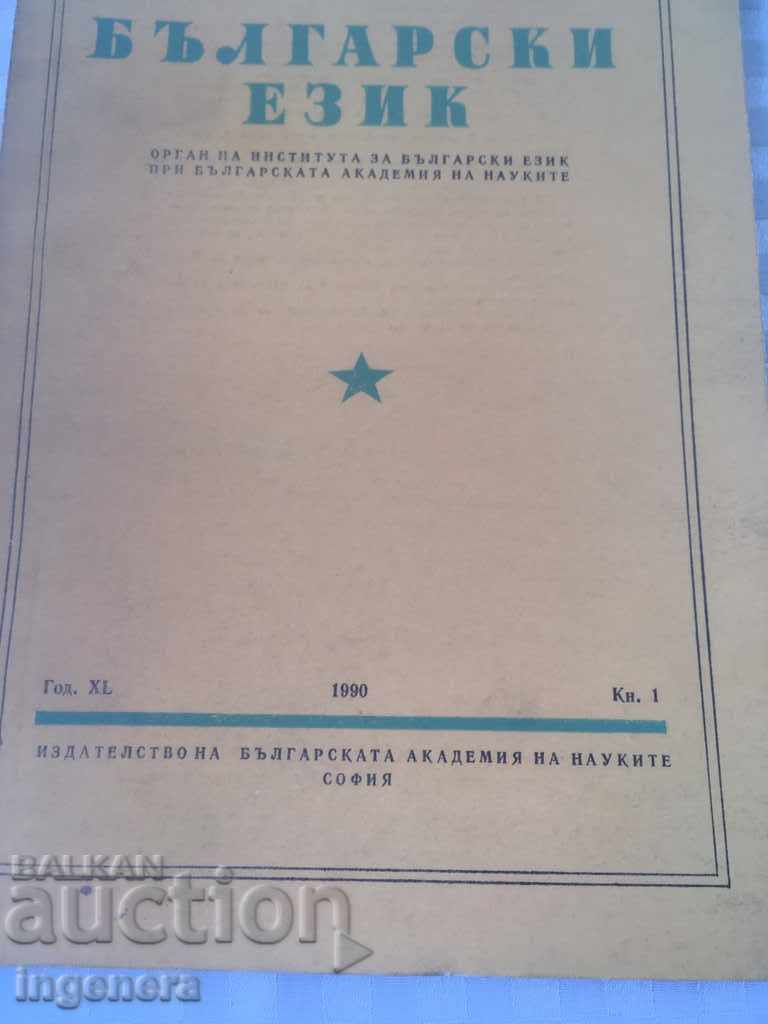 БЪЛГАРСКИ
ЕЗИК
ОРГАН НА ИНСТИТУТА ЗА БЪЛГАРСКИ ЕЗИК
ПРИ БЪЛГАРСКАТА АКАДЕМИЯ НА НАУКИТЕ
Год. XL 1990 Кн. 1
ИЗДАТЕЛСТВО НА БЪЛГАРСКАТА АКАДЕМИЯ НА НАУКИТЕ
СОФИЯ
BALKAN
auction
ingenera